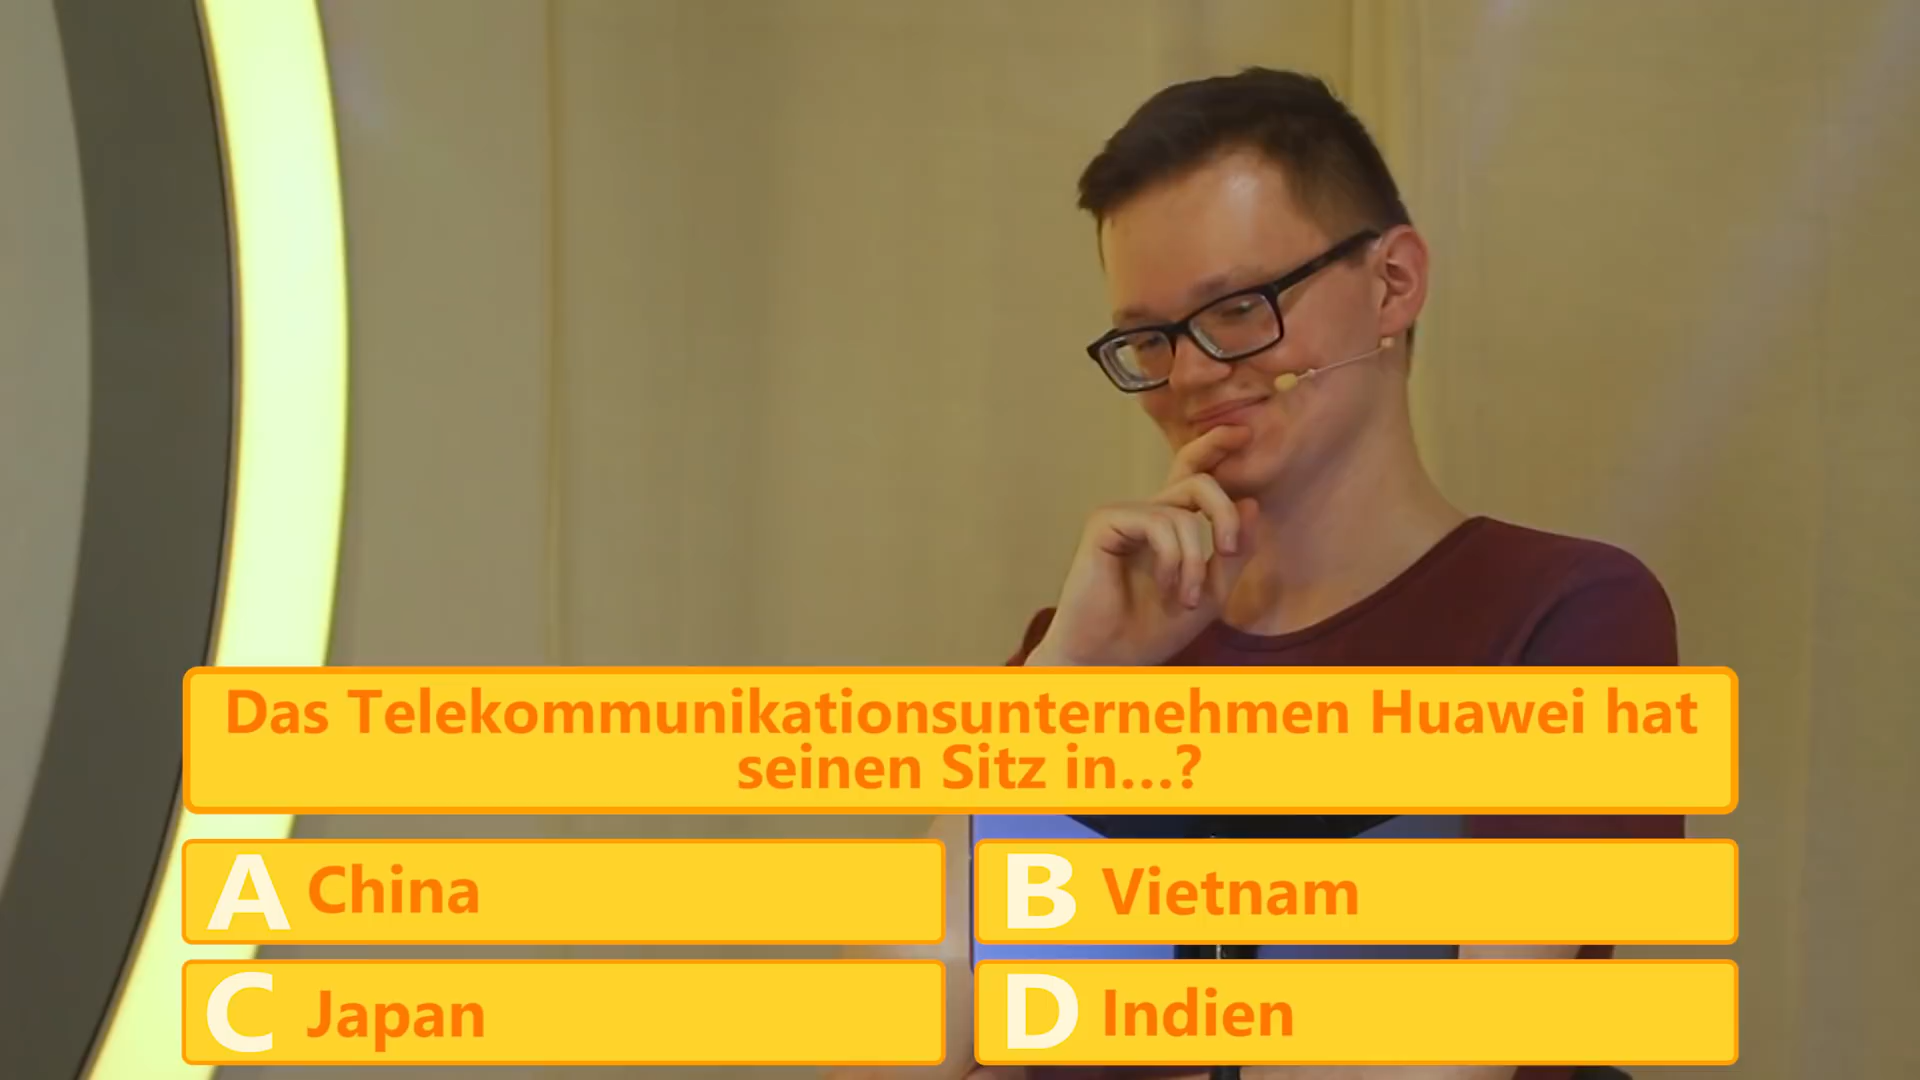 Das Telekommunikationsunternehmen Huawei hat
seinen Sitz in...?
A China
B Vietnam
C Japan
D Indien